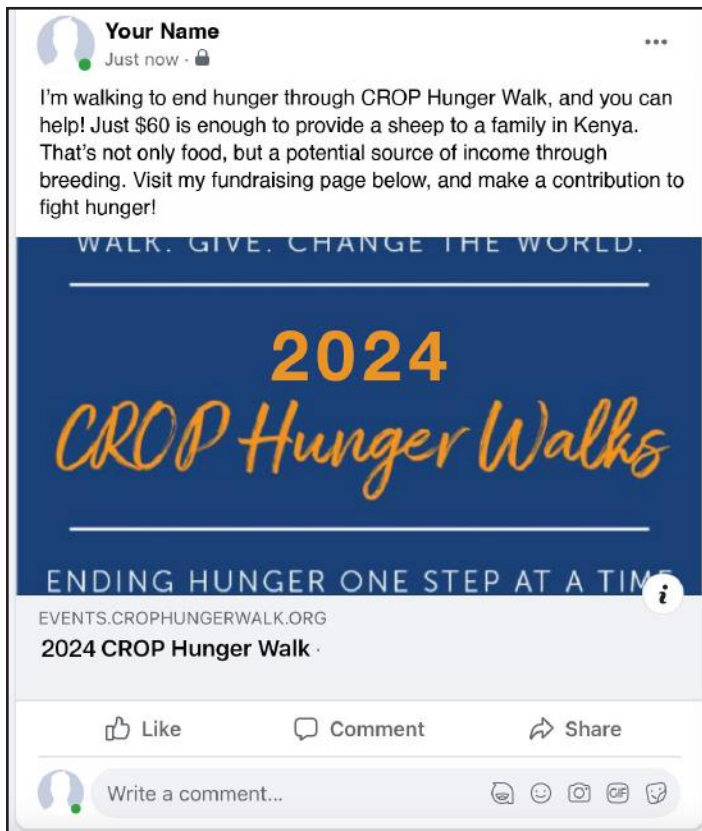 Your Name
Just now ·
I'm walking to end hunger through CROP Hunger Walk, and you can
help! Just $60 is enough to provide a sheep to a family in Kenya.
That's not only food, but a potential source of income through
breeding. Visit my fundraising page below, and make a contribution to
fight hunger!
WALK. GIVE. CHANGE THE WORLD.
2024
CROP Hunger Walks
ENDING HUNGER ONE STEP AT A TIME
i
EVENTS.CROPHUNGERWALK.ORG
2024 CROP Hunger Walk ·
Like Comment Share
Write a comment... GIF